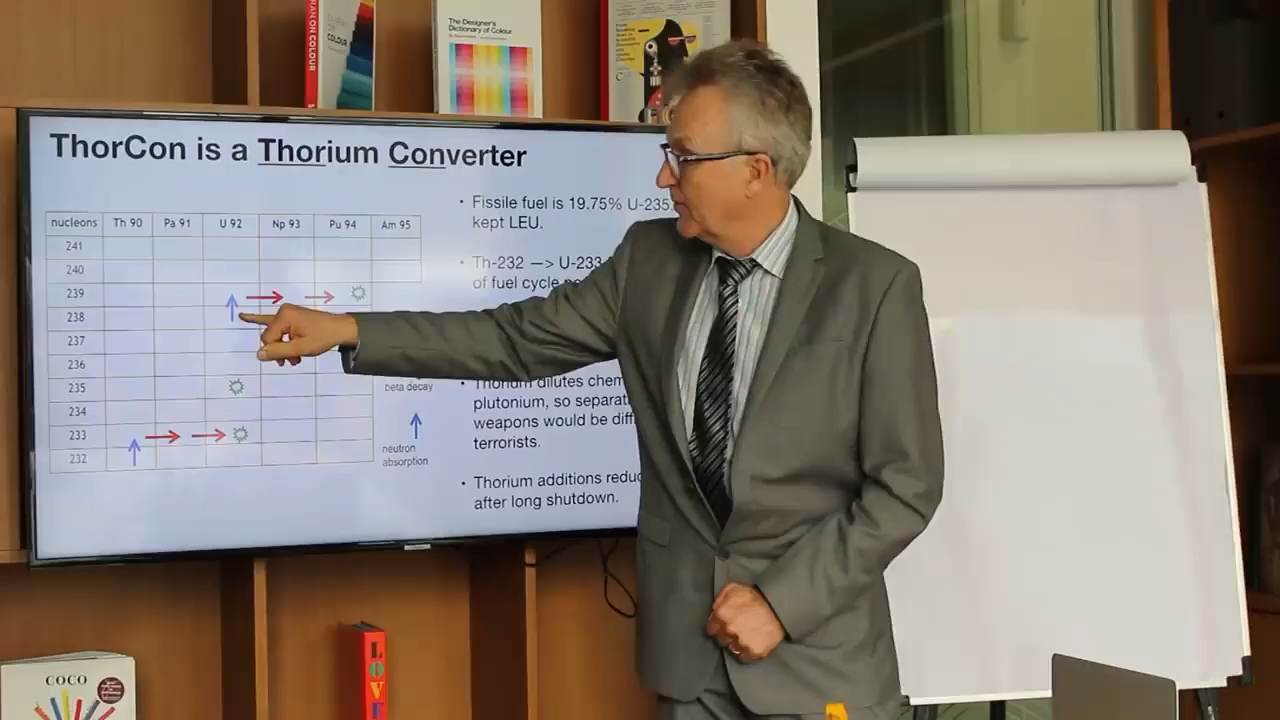 RAN ON COLOUR
COLOUR
The Designer's
Dictionary of Colour
ThorCon is a Thorium Converter
nucleons Th 90 Pa 91 U 92 Np 93 Pu 94 Am 95
241
240
239
238
237
236
235
234
233
232
beta decay
neutron
absorption
• Fissile fuel is 19.75% U-235
kept LEU.
• Th-232 —> U-233
of fuel cycle
• Thorium dilutes chem
plutonium, so separat
weapons would be diff
terrorists.
• Thorium additions reduc
after long shutdown.
COCO
LOVE